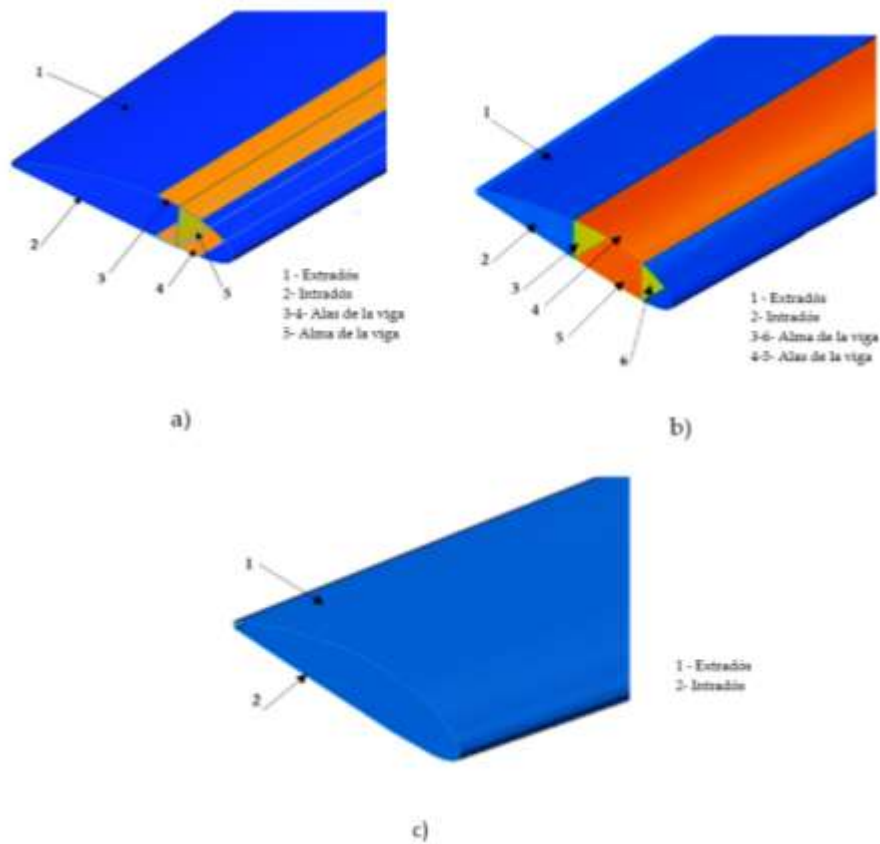 1
2
3
4
5
1 - Extradós
2- Intradós
3-4- Alas de la viga
5- Alma de la viga
a)
1
2
3
4
5
6
1 - Extradós
2- Intradós
3-6- Alma de la viga
4-5- Alas de la viga
b)
1
2
1 - Extradós
2- Intradós
c)